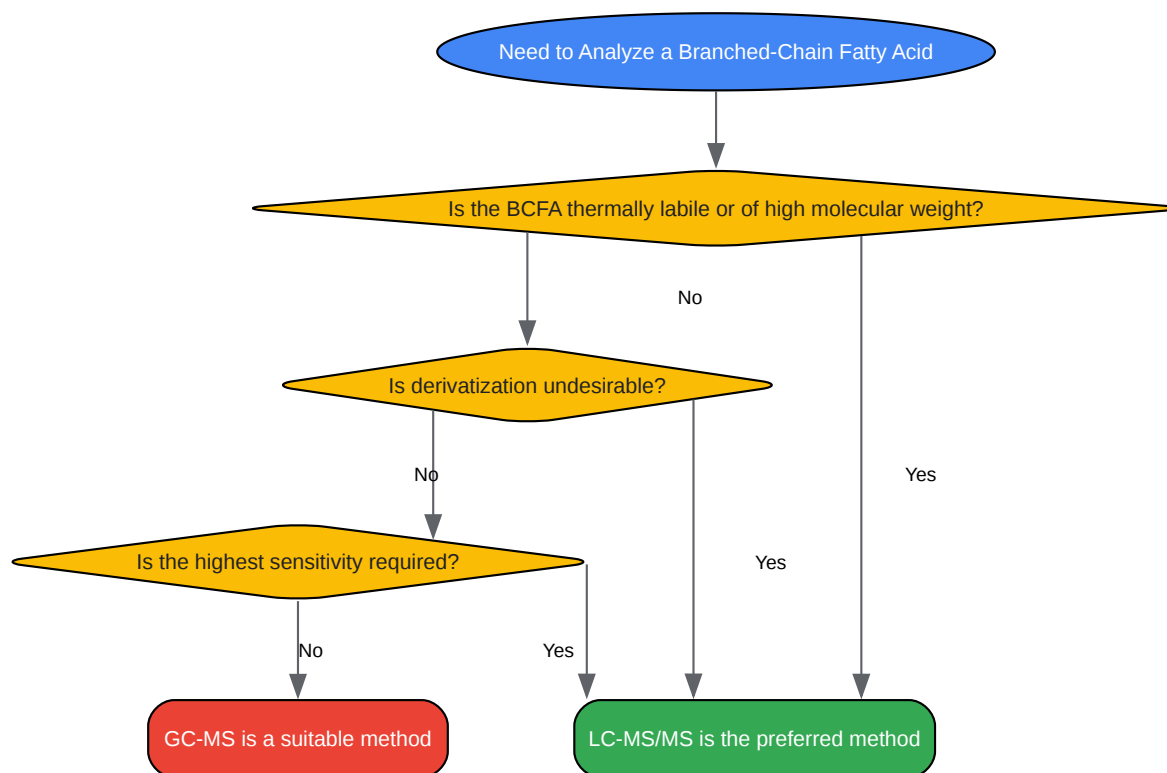 Need to Analyze a Branched-Chain Fatty Acid
Is the BCFA thermally labile or of high molecular weight?
No
Is derivatization undesirable?
No
Yes
Is the highest sensitivity required?
Yes
No
Yes
GC-MS is a suitable method
LC-MS/MS is the preferred method